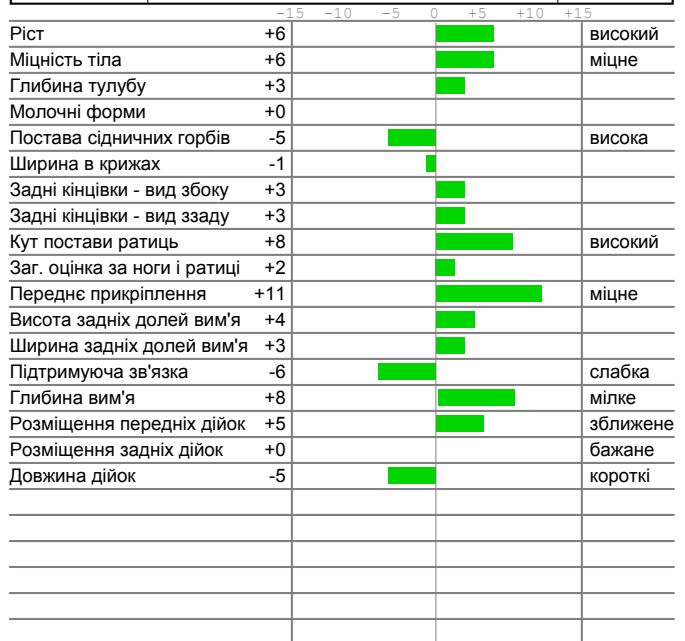 -15 -10 -5 0 +5 +10 +15
Ріст +6 високий
Міцність тіла +6 міцне
Глибина тулубу +3
Молочні форми +0
Постава сідничних горбів -5 висока
Ширина в крижах -1
Задні кінцівки - вид збоку +3
Задні кінцівки - вид ззаду +3
Кут постави ратиць +8 високий
Заг. оцінка за ноги і ратиці +2
Переднє прикріплення +11 міцне
Висота задніх долей вим'я +4
Ширина задніх долей вим'я +3
Підтримуюча зв'язка -6 слабка
Глибина вим'я +8 мілке
Розміщення передніх дійок +5 зближене
Розміщення задніх дійок +0 бажане
Довжина дійок -5 короткі